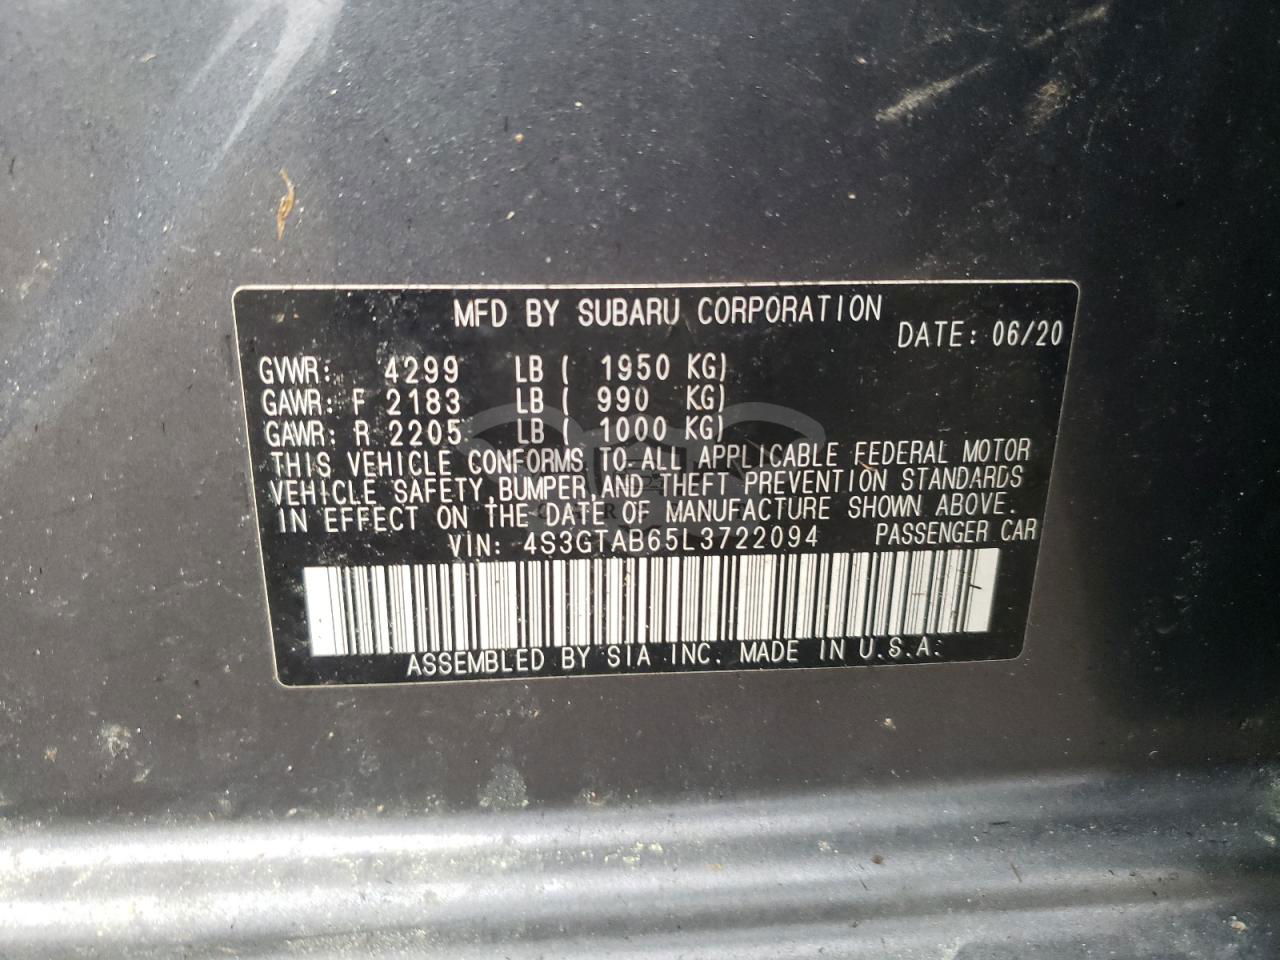 MFD BY SUBARU CORPORATION
DATE: 06/20
GVWR: 4299 LB ( 1950 KG)
GAWR: F 2183 LB ( 990 KG)
GAWR: R 2205 LB ( 1000 KG)
THIS VEHICLE CONFORMS TO ALL APPLICABLE FEDERAL MOTOR
VEHICLE SAFETY, BUMPER, AND THEFT PREVENTION STANDARDS
IN EFFECT ON THE DATE OF MANUFACTURE SHOWN ABOVE.
VIN: 4S3GTAB65L3722094 PASSENGER CAR
ASSEMBLED BY SIA INC. MADE IN U.S.A.